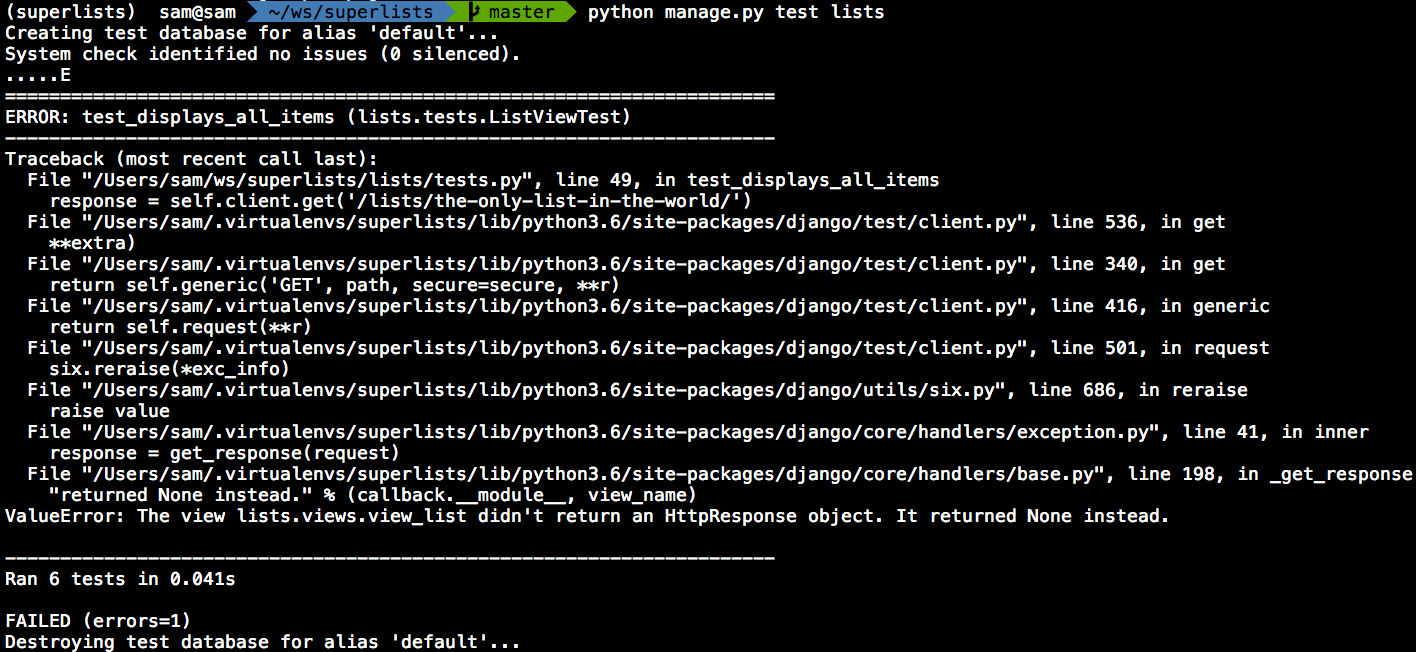 (superlists)  sam@sam  ~/ws/superlists  master  python manage.py test lists
Creating test database for alias 'default'...
System check identified no issues (0 silenced).
.....E
======================================================================
ERROR: test_displays_all_items (lists.tests.ListViewTest)
----------------------------------------------------------------------
Traceback (most recent call last):
  File "/Users/sam/ws/superlists/lists/tests.py", line 49, in test_displays_all_items
    response = self.client.get('/lists/the-only-list-in-the-world/')
  File "/Users/sam/.virtualenvs/superlists/lib/python3.6/site-packages/django/test/client.py", line 536, in get
    **extra)
  File "/Users/sam/.virtualenvs/superlists/lib/python3.6/site-packages/django/test/client.py", line 340, in get
    return self.generic('GET', path, secure=secure, **r)
  File "/Users/sam/.virtualenvs/superlists/lib/python3.6/site-packages/django/test/client.py", line 416, in generic
    return self.request(**r)
  File "/Users/sam/.virtualenvs/superlists/lib/python3.6/site-packages/django/test/client.py", line 501, in request
    six.reraise(*exc_info)
  File "/Users/sam/.virtualenvs/superlists/lib/python3.6/site-packages/django/utils/six.py", line 686, in reraise
    raise value
  File "/Users/sam/.virtualenvs/superlists/lib/python3.6/site-packages/django/core/handlers/exception.py", line 41, in inner
    response = get_response(request)
  File "/Users/sam/.virtualenvs/superlists/lib/python3.6/site-packages/django/core/handlers/base.py", line 198, in _get_response
    "returned None instead." % (callback.__module__, view_name)
ValueError: The view lists.views.view_list didn't return an HttpResponse object. It returned None instead.

----------------------------------------------------------------------
Ran 6 tests in 0.041s

FAILED (errors=1)
Destroying test database for alias 'default'...